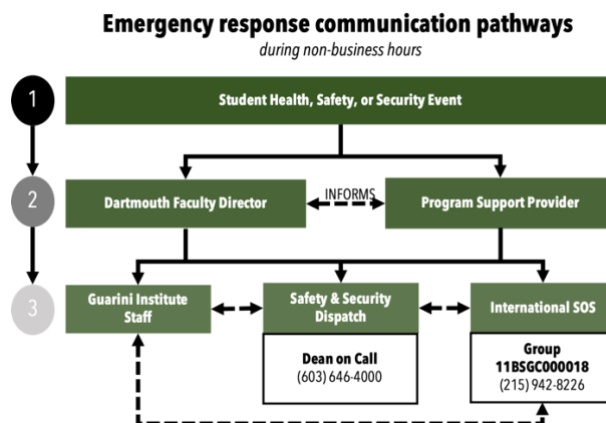 Emergency response communication pathways
during non-business hours
1
Student Health, Safety, or Security Event
2
Dartmouth Faculty Director
INFORMS
Program Support Provider
3
Guarini Institute
Staff
Safety & Security
Dispatch
International SOS
Dean on Call
(603) 646-4000
Group
11BSGC000018
(215) 942-8226